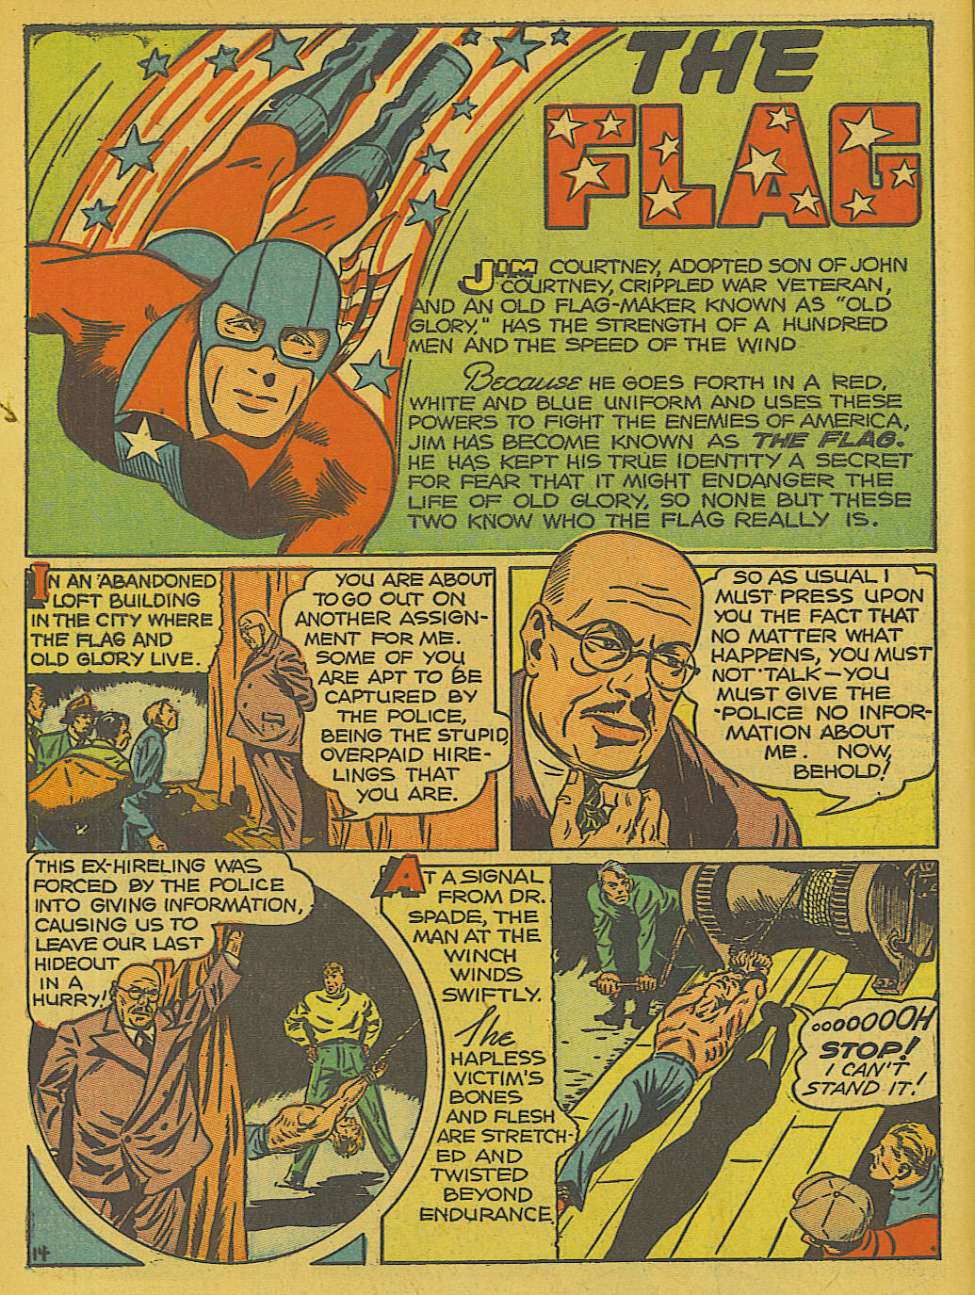 THE
FLAG
JIM COURTNEY, ADOPTED SON OF JOHN
COURTNEY, CRIPPLED WAR VETERAN,
AND AN OLD FLAG-MAKER KNOWN AS "OLD
GLORY," HAS THE STRENGTH OF A HUNDRED
MEN AND THE SPEED OF THE WIND
BECAUSE HE GOES FORTH IN A RED,
WHITE AND BLUE UNIFORM AND USES THESE
POWERS TO FIGHT THE ENEMIES OF AMERICA,
JIM HAS BECOME KNOWN AS THE FLAG.
HE HAS KEPT HIS TRUE IDENTITY A SECRET
FOR FEAR THAT IT MIGHT ENDANGER THE
LIFE OF OLD GLORY, SO NONE BUT THESE
TWO KNOW WHO THE FLAG REALLY IS.
IN AN ABANDONED
LOFT BUILDING
IN THE CITY WHERE
THE FLAG AND
OLD GLORY LIVE.
YOU ARE ABOUT
TO GO OUT ON
ANOTHER ASSIGN-
MENT FOR ME.
SOME OF YOU
ARE APT TO BE
CAPTURED BY
THE POLICE,
BEING THE STUPID,
OVERPAID HIRE-
LINGS THAT
YOU ARE.
SO AS USUAL I
MUST PRESS UPON
YOU THE FACT THAT
NO MATTER WHAT
HAPPENS, YOU MUST
NOT TALK—YOU
MUST GIVE THE
POLICE NO INFOR-
MATION ABOUT
ME. NOW,
BEHOLD!
THIS EX-HIRELING WAS
FORCED BY THE POLICE
INTO GIVING INFORMATION,
CAUSING US TO
LEAVE OUR LAST
HIDEOUT
IN A
HURRY!
AT A SIGNAL
FROM DR.
SPADE, THE
MAN AT THE
WINCH
WINDS
SWIFTLY.
THE
HAPLESS
VICTIM'S
BONES
AND FLESH
ARE STRETCH-
ED AND
TWISTED
BEYOND
ENDURANCE.
OOOOOOOH
STOP!
I CAN'T
STAND IT!
14